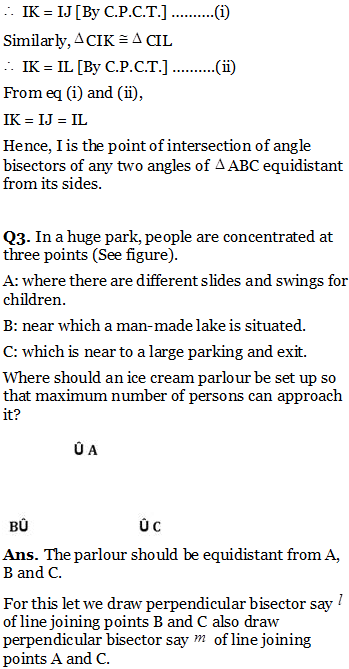 ∴ IK = IJ [By C.P.C.T.] ..........(i)
Similarly, Δ CIK ≅ Δ CIL
∴ IK = IL [By C.P.C.T.] ..........(ii)
From eq (i) and (ii),
IK = IJ = IL
Hence, I is the point of intersection of angle
bisectors of any two angles of Δ ABC equidistant
from its sides.
Q3. In a huge park, people are concentrated at
three points (See figure).
A: where there are different slides and swings for
children.
B: near which a man-made lake is situated.
C: which is near to a large parking and exit.
Where should an ice cream parlour be set up so
that maximum number of persons can approach
it?
Û A
BÛ Û C
Ans. The parlour should be equidistant from A,
B and C.
For this let we draw perpendicular bisector say l
of line joining points B and C also draw
perpendicular bisector say m of line joining
points A and C.